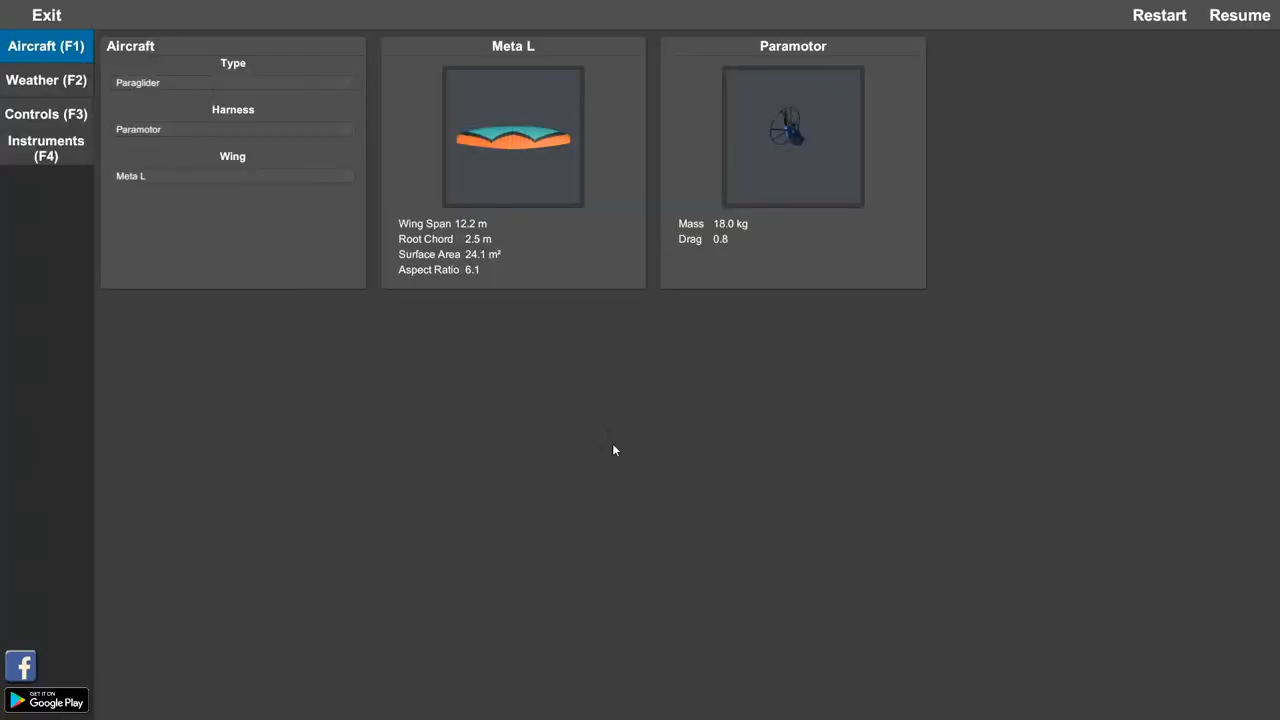 Exit
Restart
Resume
Aircraft (F1)
Weather (F2)
Controls (F3)
Instruments
(F4)
Aircraft
Type
Paraglider
Harness
Paramotor
Wing
Meta L
Meta L
Wing Span 12.2 m
Root Chord 2.5 m
Surface Area 24.1 m²
Aspect Ratio 6.1
Paramotor
Mass 18.0 kg
Drag 0.8
f
GET IT ON
Google Play